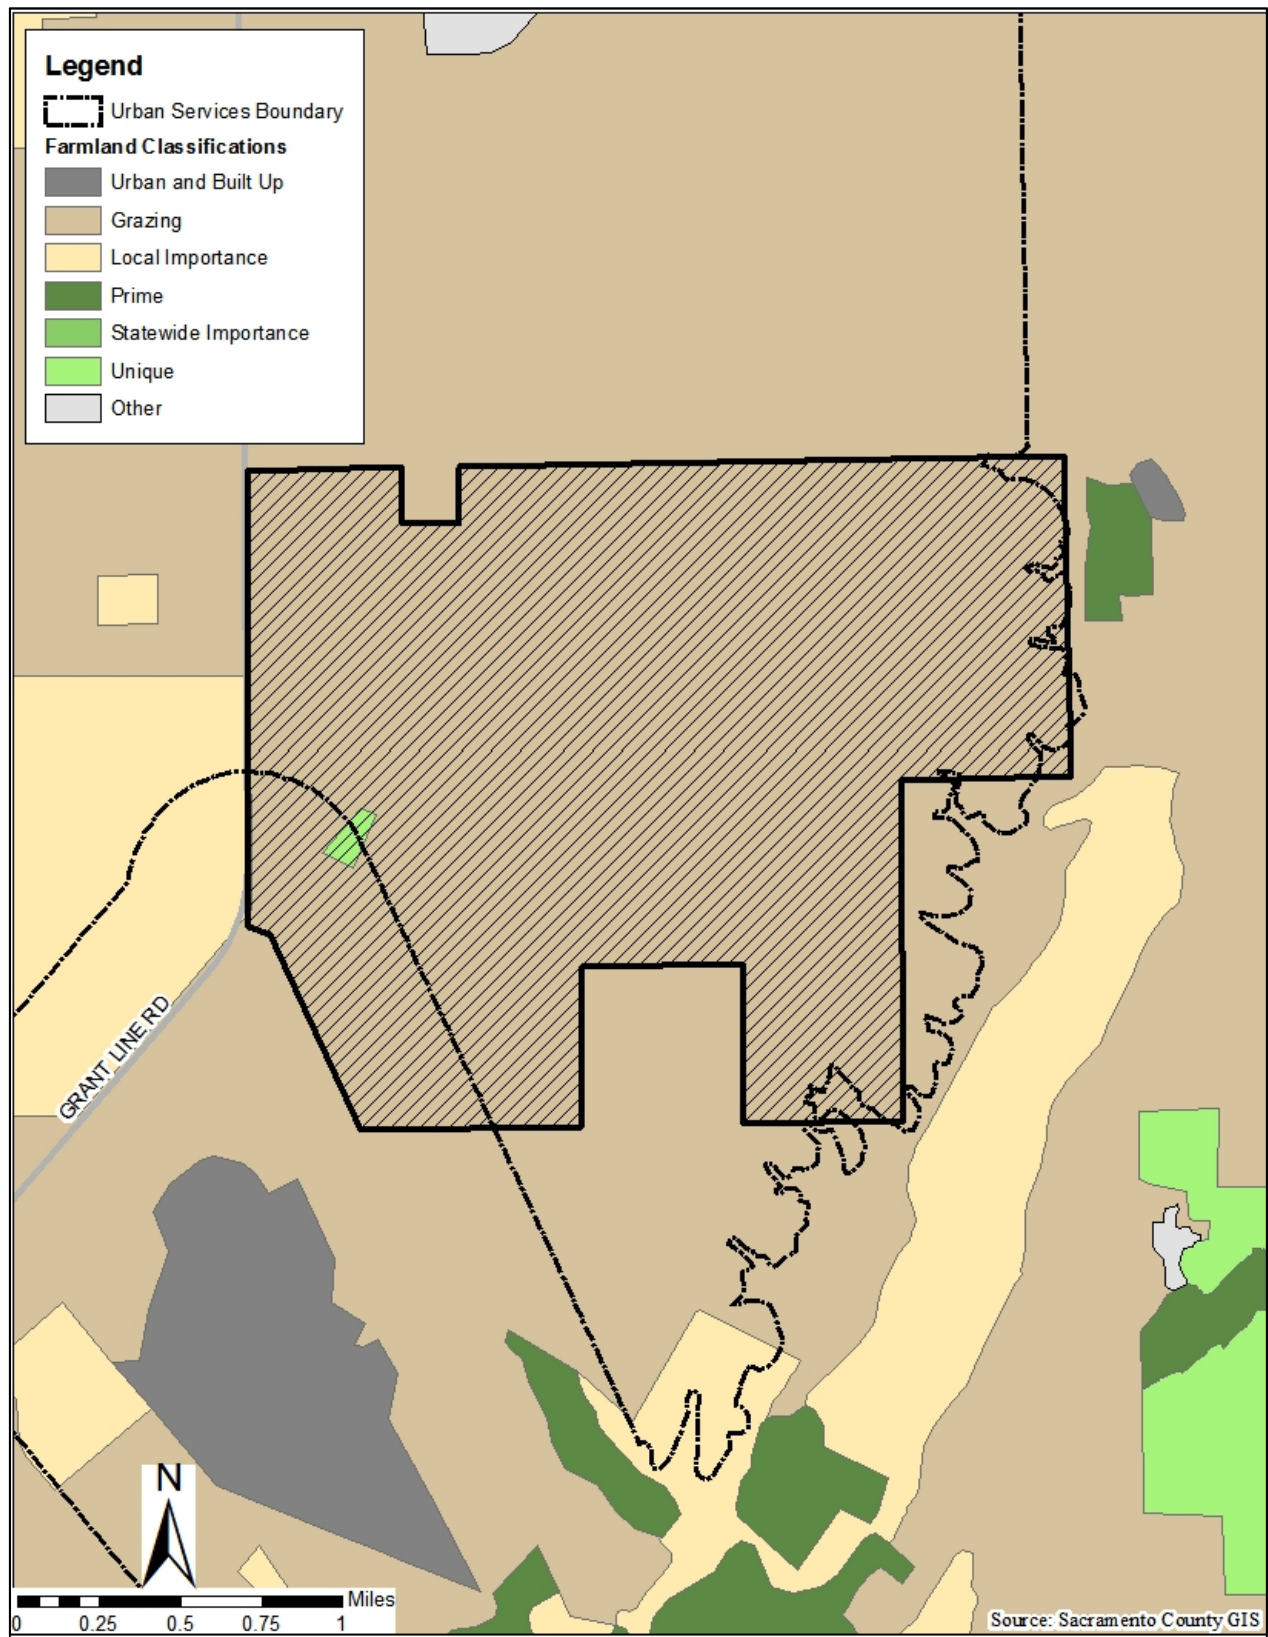 Legend
Urban Services Boundary
Farmland Classifications
Urban and Built Up
Grazing
Local Importance
Prime
Statewide Importance
Unique
Other
GRANT LINE RD
N
Miles
0 0.25 0.5 0.75 1
Source: Sacramento County GIS